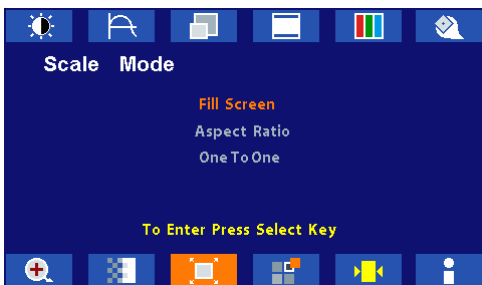 Scale Mode
Fill Screen
Aspect Ratio
One To One
To Enter Press Select Key